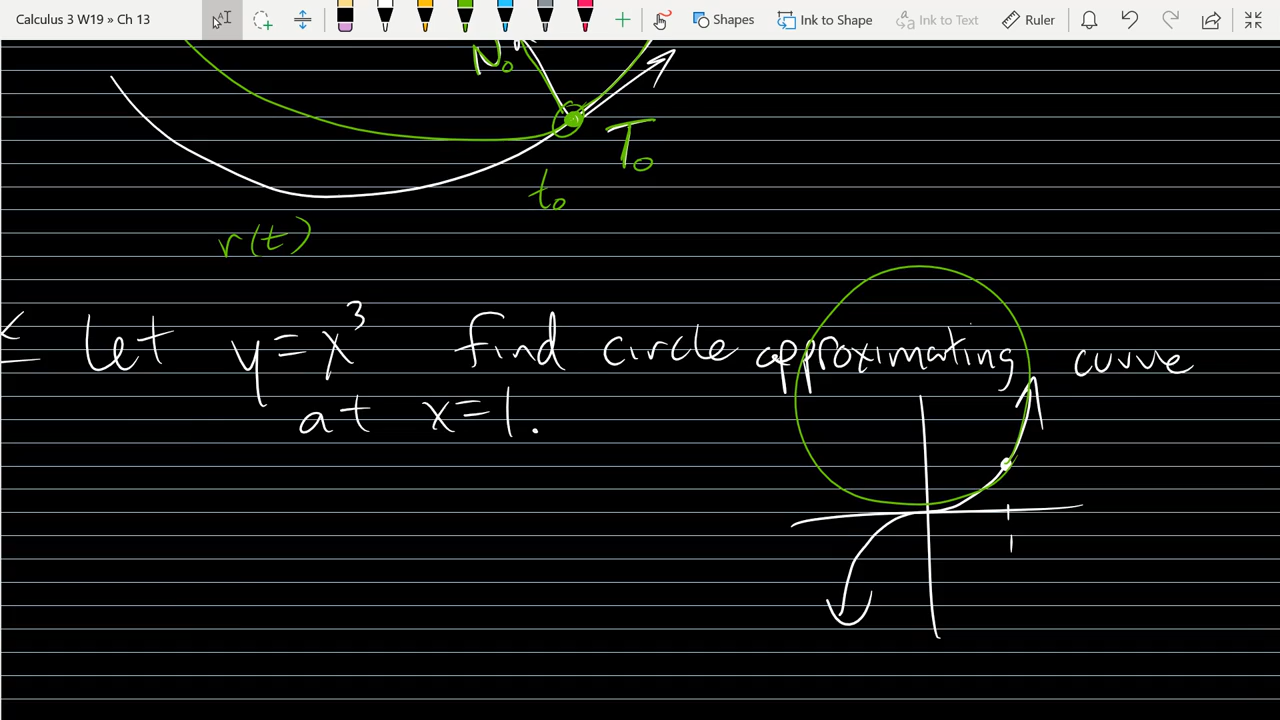 Calculus 3 W19 » Ch 13
Shapes
Ink to Shape
Ink to Text
Ruler
N₀
T₀
t₀
r(t)
let y=x³ find circle approximating curve
at x=1.
1